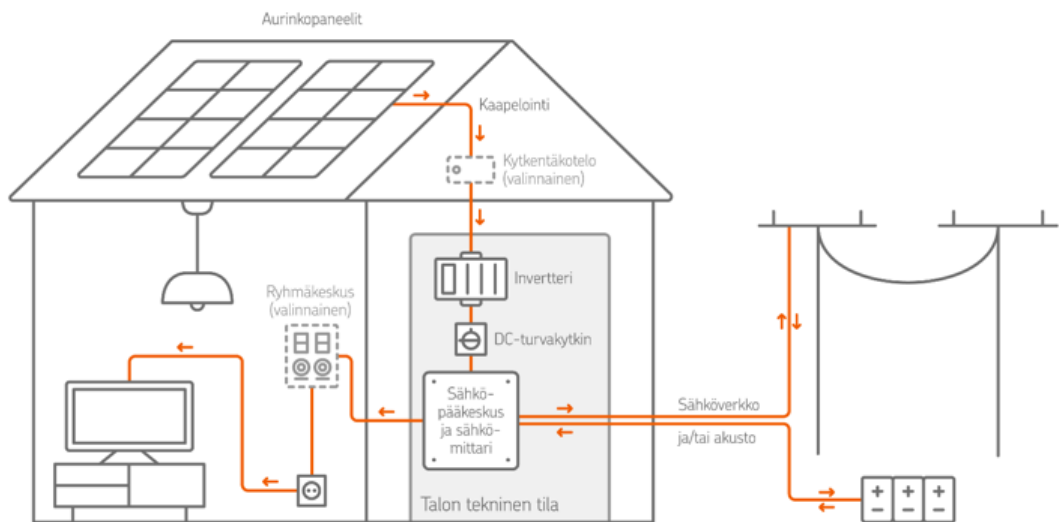 Aurinkopaneelit
Kaapelointi
Kytkentäkotelo
(valinnainen)
Invertteri
Ryhmäkeskus
(valinnainen)
DC-turvakytkin
Sähkö-
pääkeskus
ja sähkö-
mittari
Sähköverkko
ja/tai akusto
+ + +
− − −
Talon tekninen tila